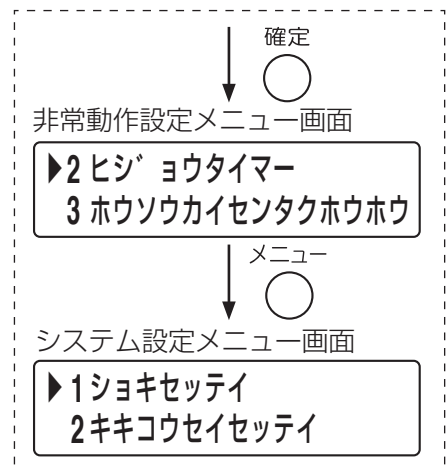 確定
非常動作設定メニュー画面
▶2 ヒジョウタイマー
3 ホウソウカイセンタクホウホウ
メニュー
システム設定メニュー画面
▶1ショキセッテイ
2キキコウセイセッテイ